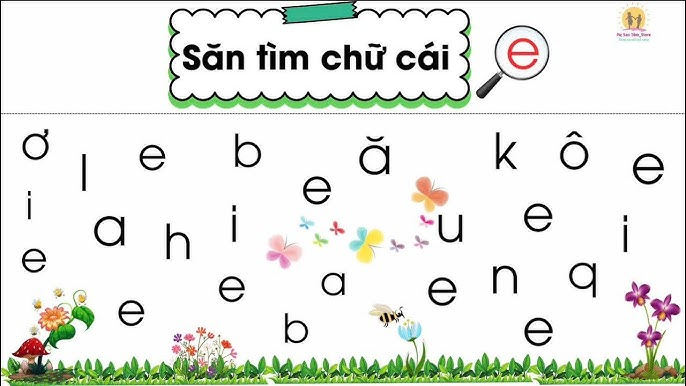 Săn tìm chữ cái
e
ơ l e b ă k ô e
i a h i e u e i
e e e a e n q
b e